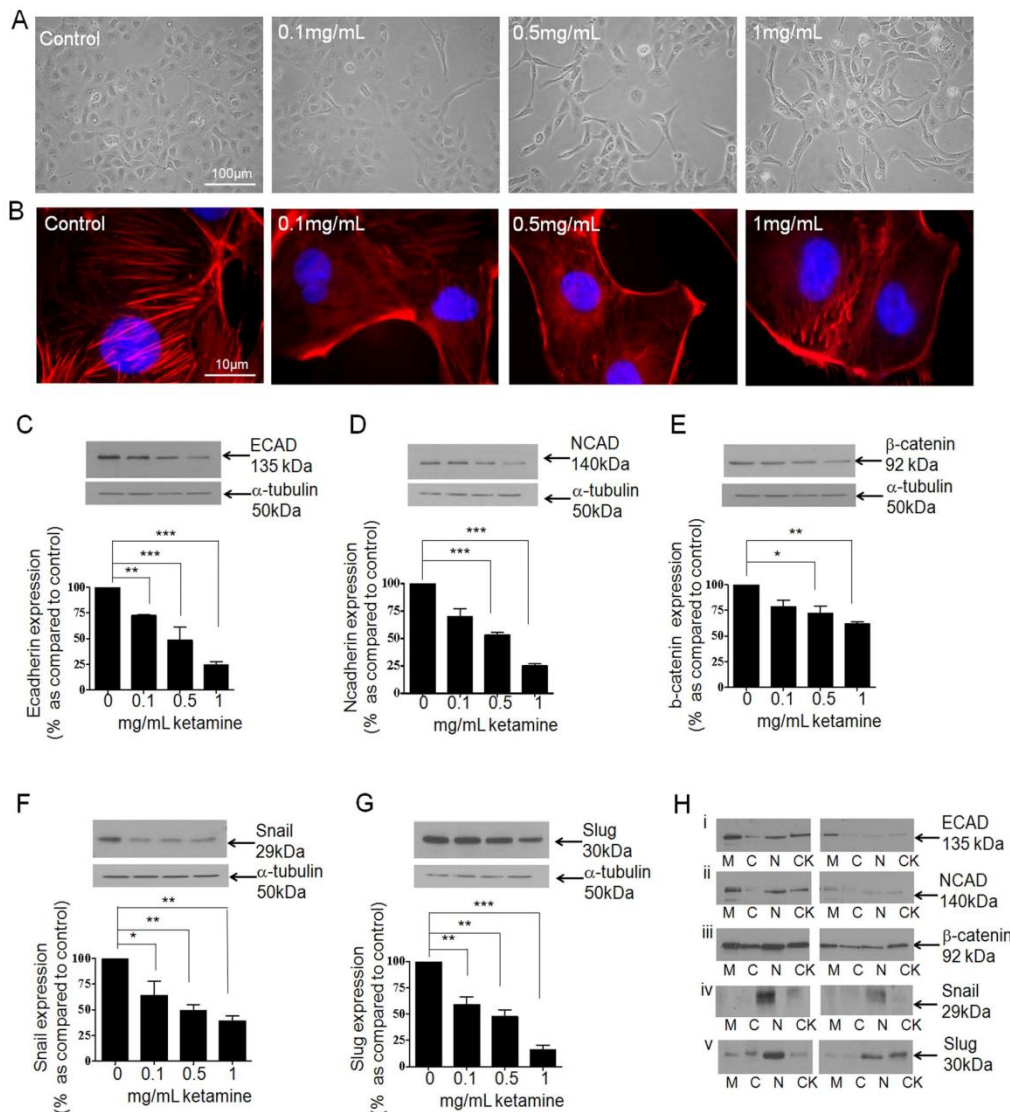 A
Control
0.1mg/mL
0.5mg/mL
1mg/mL
100µm
B
Control
0.1mg/mL
0.5mg/mL
1mg/mL
10µm
C
ECAD
135 kDa
α-tubulin
50kDa
***
***
**
Ecadherin expression
(% as compared to control)
100
75
50
25
0
0 0.1 0.5 1
mg/mL ketamine
D
NCAD
140kDa
α-tubulin
50kDa
***
***
Ncadherin expression
(% as compared to control)
100
75
50
25
0
0 0.1 0.5 1
mg/mL ketamine
E
β-catenin
92 kDa
α-tubulin
50kDa
**
*
b-catenin expression
(% as compared to control)
100
75
50
25
0
0 0.1 0.5 1
mg/mL ketamine
F
Snail
29kDa
α-tubulin
50kDa
**
**
*
Snail expression
(% as compared to control)
100
75
50
25
0
0 0.1 0.5 1
mg/mL ketamine
G
Slug
30kDa
α-tubulin
50kDa
***
**
**
Slug expression
(% as compared to control)
100
75
50
25
0
0 0.1 0.5 1
mg/mL ketamine
H
i
ECAD
135 kDa
M C N CK M C N CK
ii
NCAD
140kDa
M C N CK M C N CK
iii
β-catenin
92 kDa
M C N CK M C N CK
iv
Snail
29kDa
M C N CK M C N CK
v
Slug
30kDa
M C N CK M C N CK